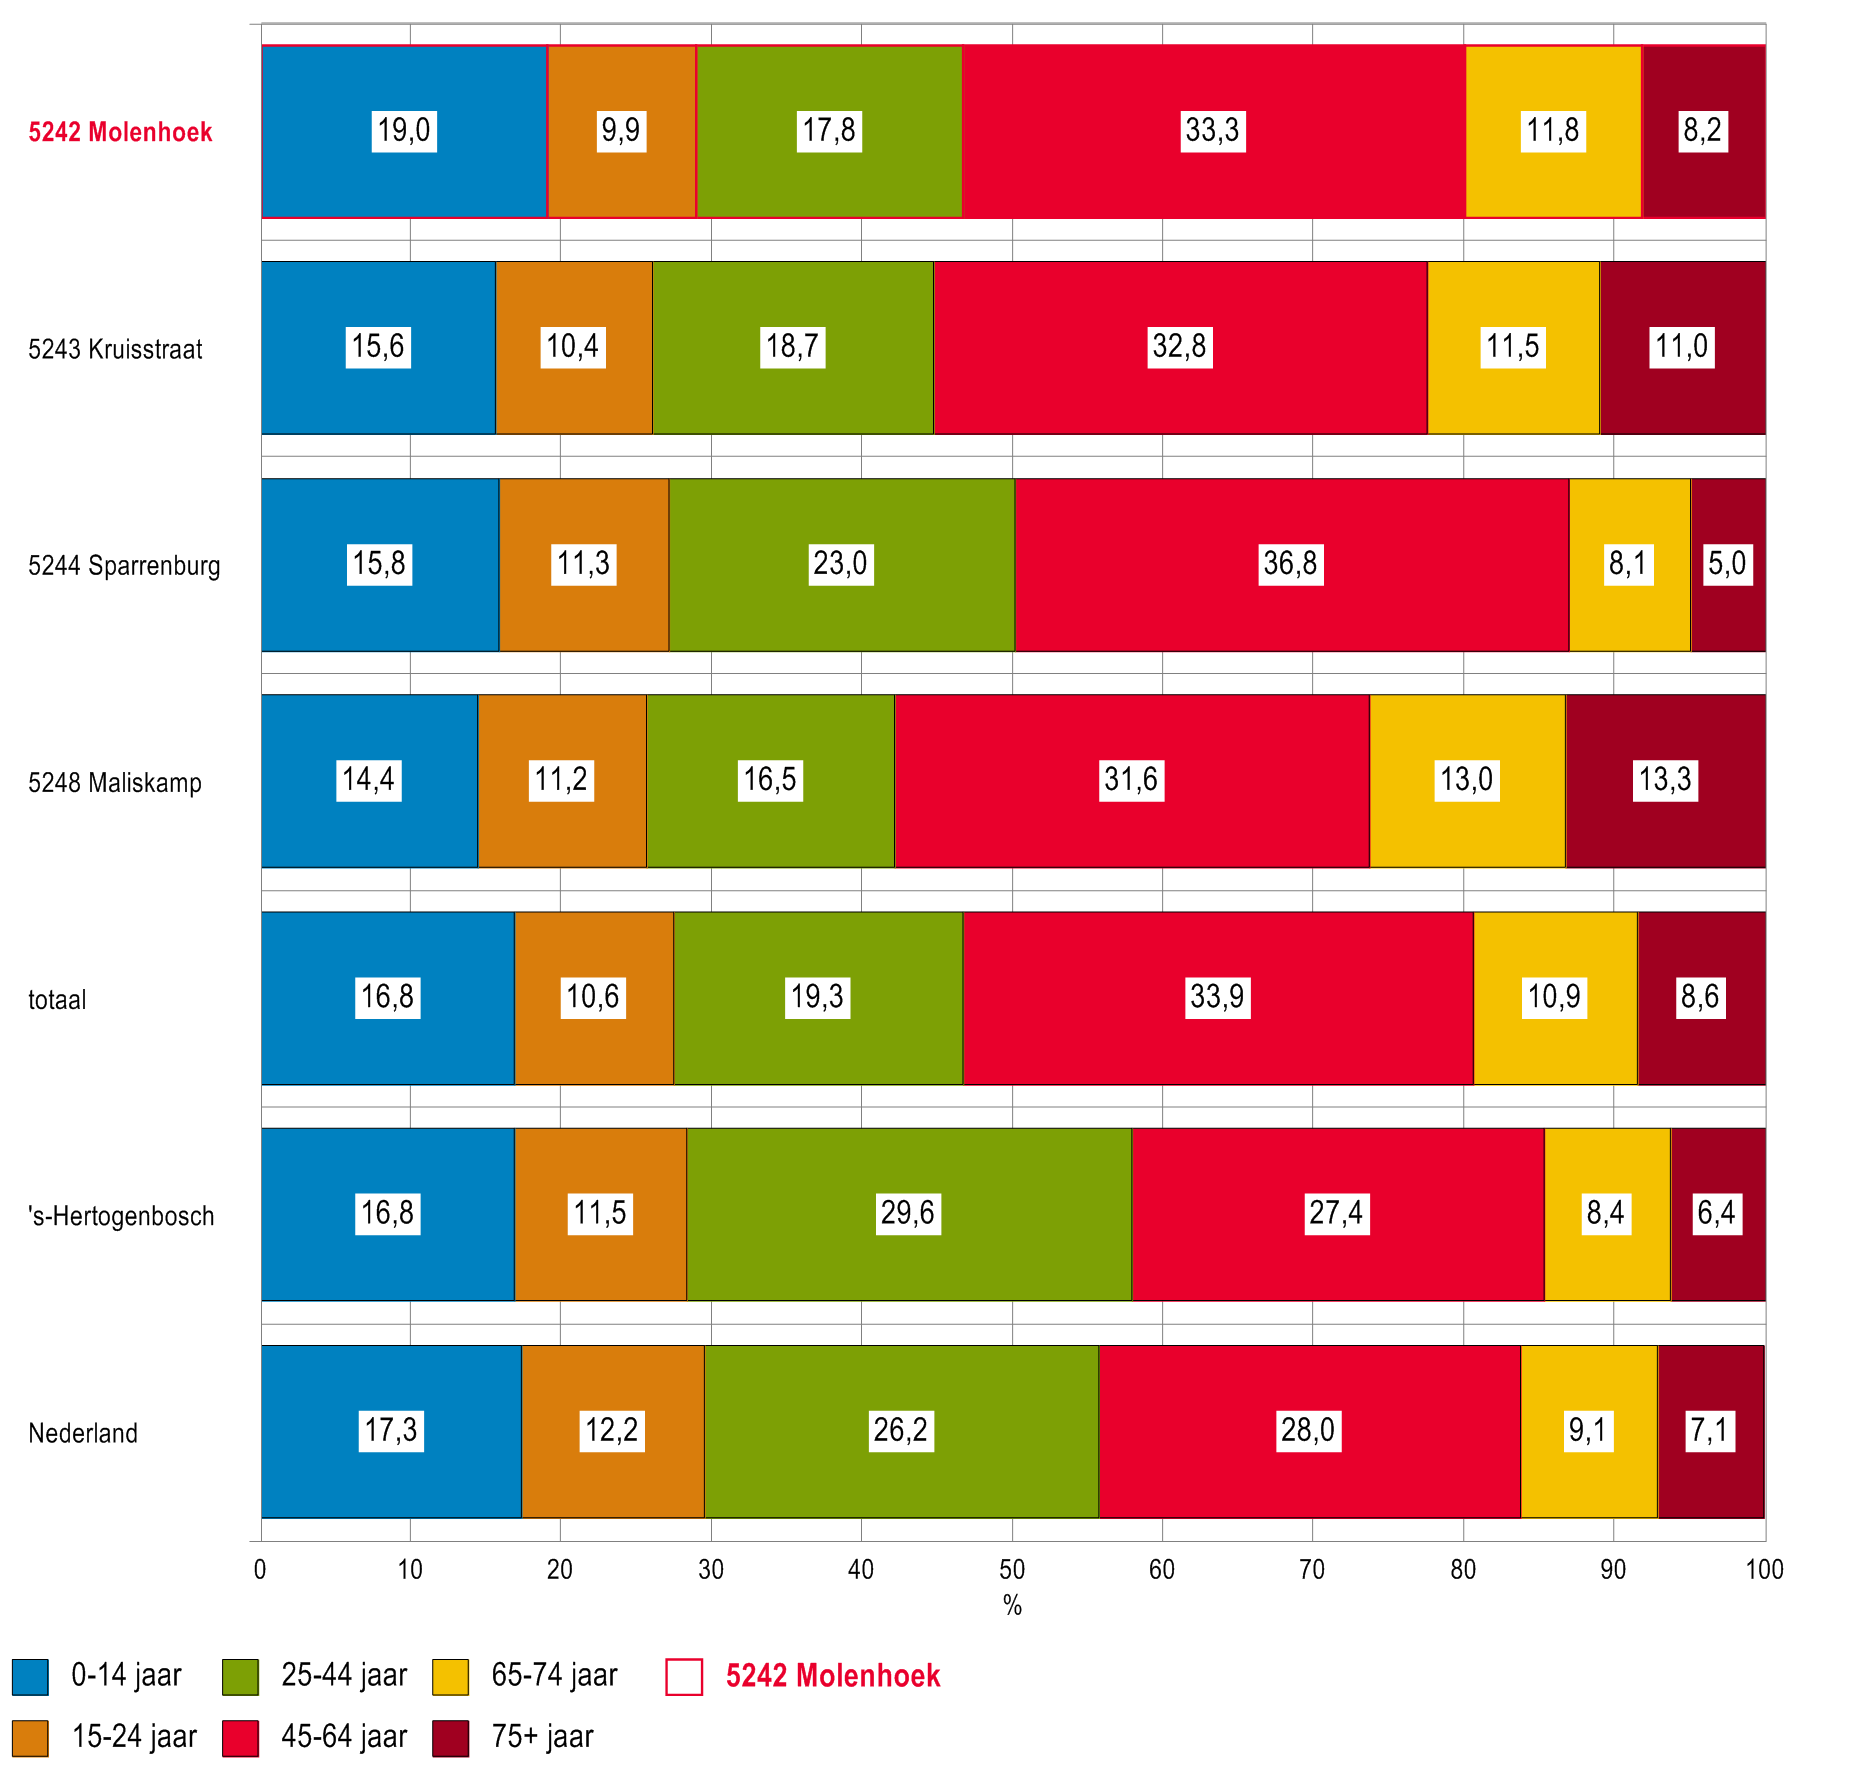 5242 Molenhoek 19,0 9,9 17,8 33,3 11,8 8,2
5243 Kruisstraat 15,6 10,4 18,7 32,8 11,5 11,0
5244 Sparrenburg 15,8 11,3 23,0 36,8 8,1 5,0
5248 Maliskamp 14,4 11,2 16,5 31,6 13,0 13,3
totaal 16,8 10,6 19,3 33,9 10,9 8,6
's-Hertogenbosch 16,8 11,5 29,6 27,4 8,4 6,4
Nederland 17,3 12,2 26,2 28,0 9,1 7,1
0 10 20 30 40 50 60 70 80 90 100
%
0-14 jaar 25-44 jaar 65-74 jaar 5242 Molenhoek
15-24 jaar 45-64 jaar 75+ jaar